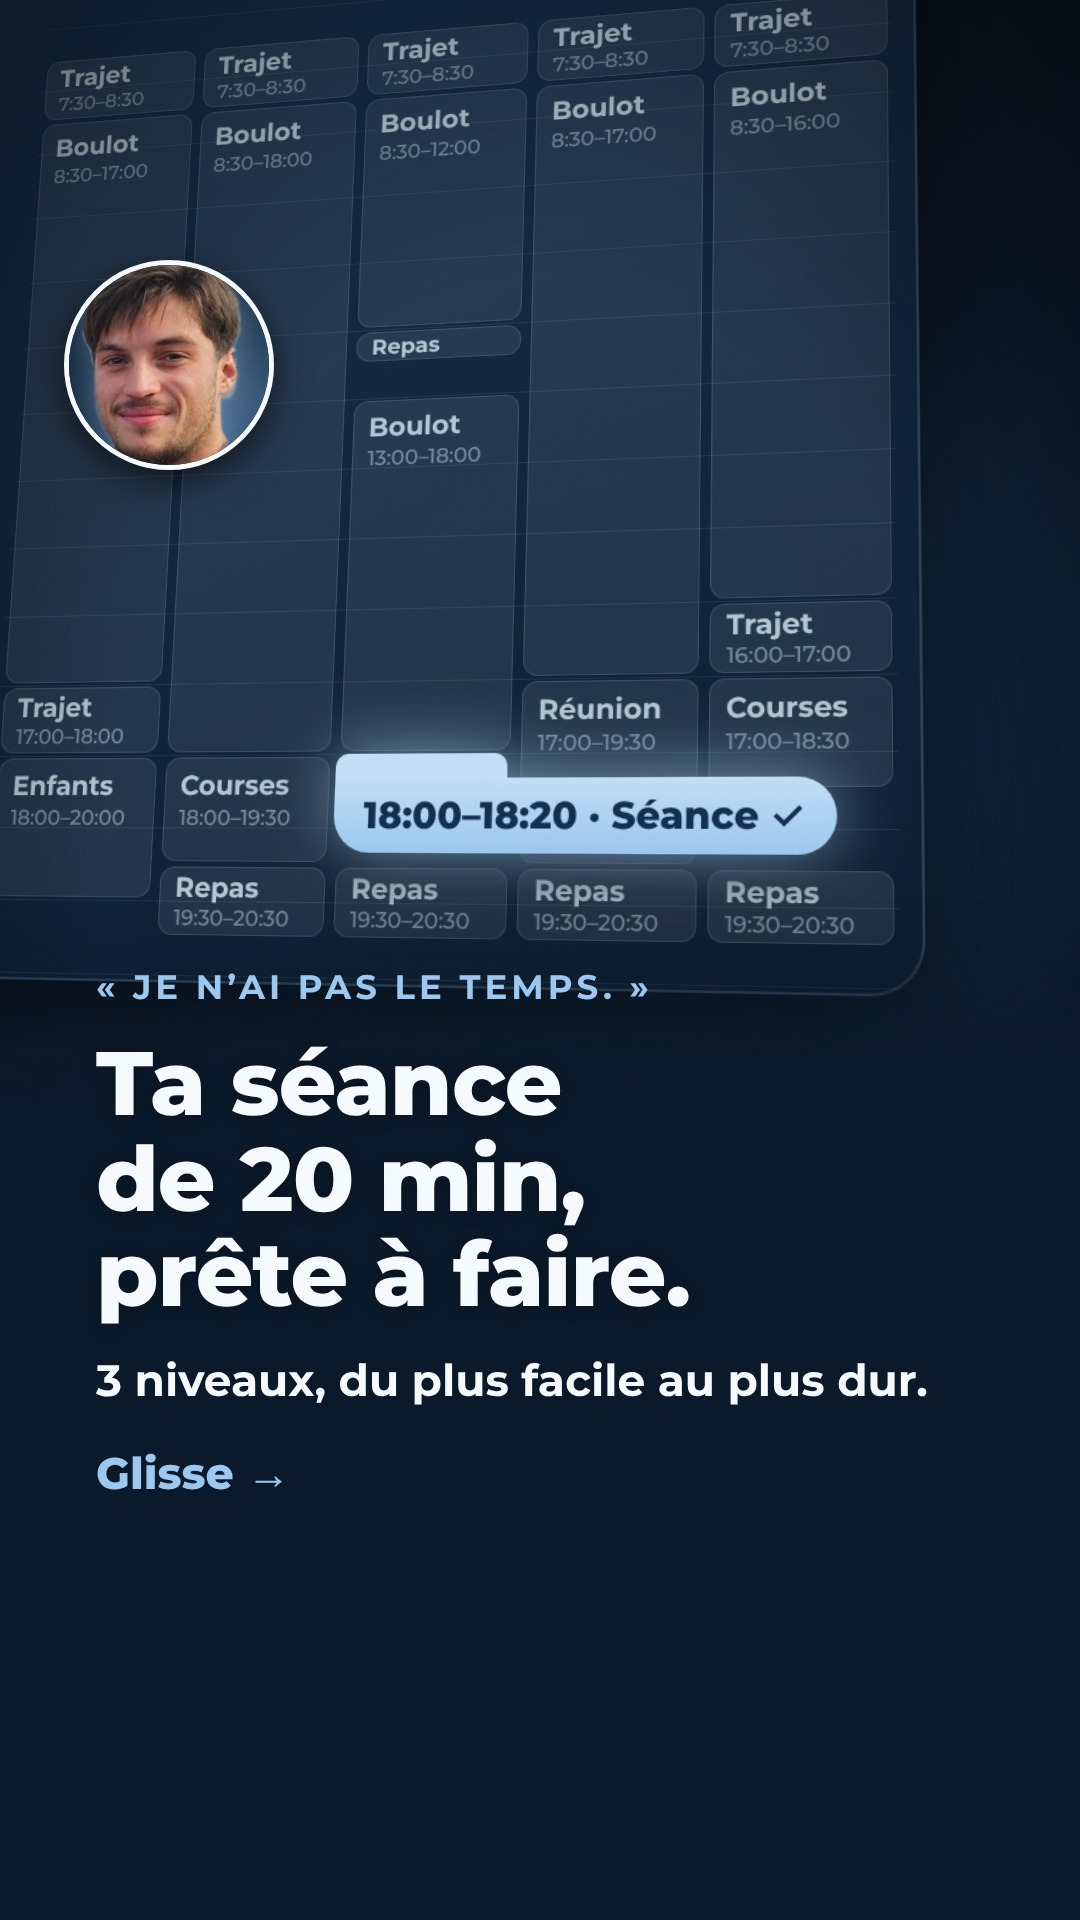 Trajet
7:30–8:30
Trajet
7:30–8:30
Trajet
7:30–8:30
Trajet
7:30–8:30
Trajet
7:30–8:30
Boulot
8:30–17:00
Boulot
8:30–18:00
Boulot
8:30–12:00
Boulot
8:30–17:00
Boulot
8:30–16:00
Repas
Boulot
13:00–18:00
Trajet
16:00–17:00
Trajet
17:00–18:00
Réunion
17:00–19:30
Courses
17:00–18:30
Enfants
18:00–20:00
Courses
18:00–19:30
18:00–18:20 · Séance ✓
Repas
19:30–20:30
Repas
19:30–20:30
Repas
19:30–20:30
Repas
19:30–20:30
« JE N’AI PAS LE TEMPS. »
Ta séance
de 20 min,
prête à faire.
3 niveaux, du plus facile au plus dur.
Glisse →